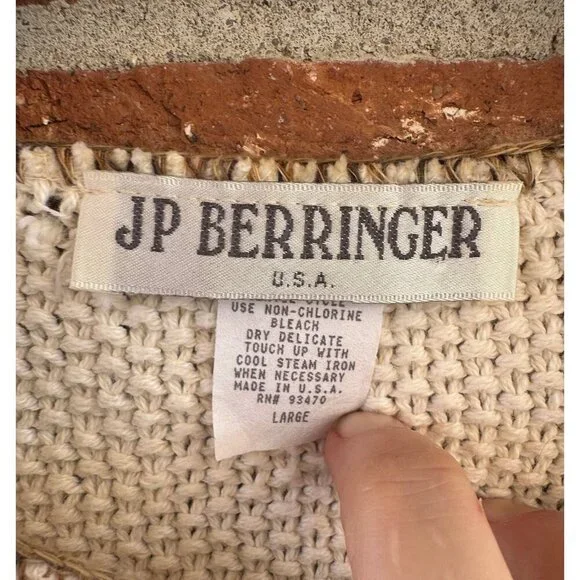 JP BERRINGER
U.S.A.
USE NON-CHLORINE
BLEACH
DRY DELICATE
TOUCH UP WITH
COOL STEAM IRON
WHEN NECESSARY
MADE IN U.S.A.
RN# 93470
LARGE